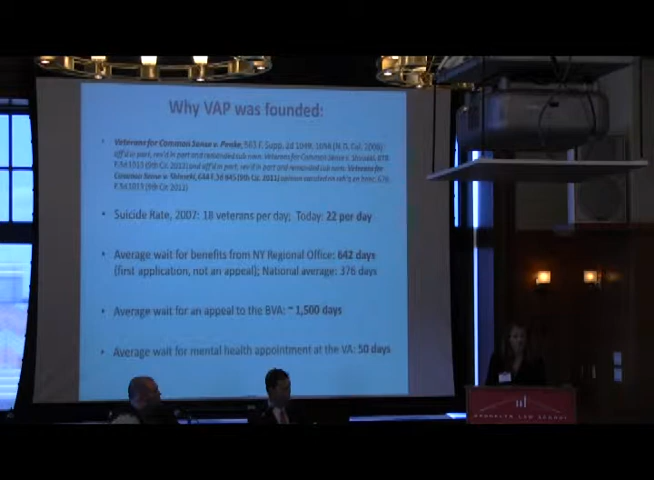 Why VAP was founded:
• Veterans for Common Sense v. Peake, 563 F. Supp. 2d 1049, (N.D. Cal. 2008)
aff'd in part, rev'd in part and remanded sub nom. Veterans for Common Sense v. Shinseki,
F.3d 1013 (9th Cir. 2012) and aff'd in part, rev'd in part and remanded sub nom. Veterans for
Common Sense v. Shinseki, 644 F.3d 845 (9th Cir. 2011) opinion vacated on reh'g en banc, 678
F.3d 1013 (9th Cir. 2012)
• Suicide Rate, 2007: 18 veterans per day; Today: 22 per day
• Average wait for benefits from NY Regional Office: 642 days
(first application, not an appeal); National average: 376 days
• Average wait for an appeal to the BVA: ~ 1,500 days
• Average wait for mental health appointment at the VA: 50 days
BROOKLYN LAW SCHOOL